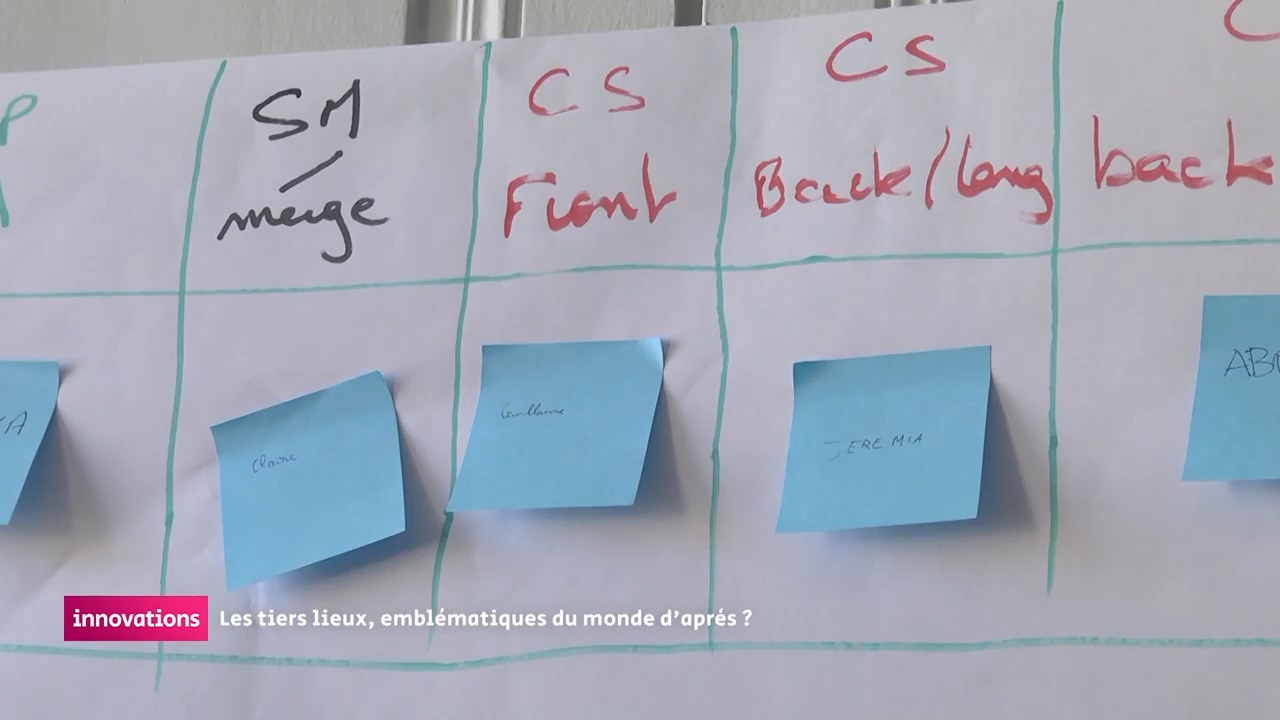 P
SM
/
merge
CS
Front
CS
Back/long
back
Claire
Guillaume
JEREMIA
innovations
Les tiers lieux, emblématiques du monde d'aprés ?